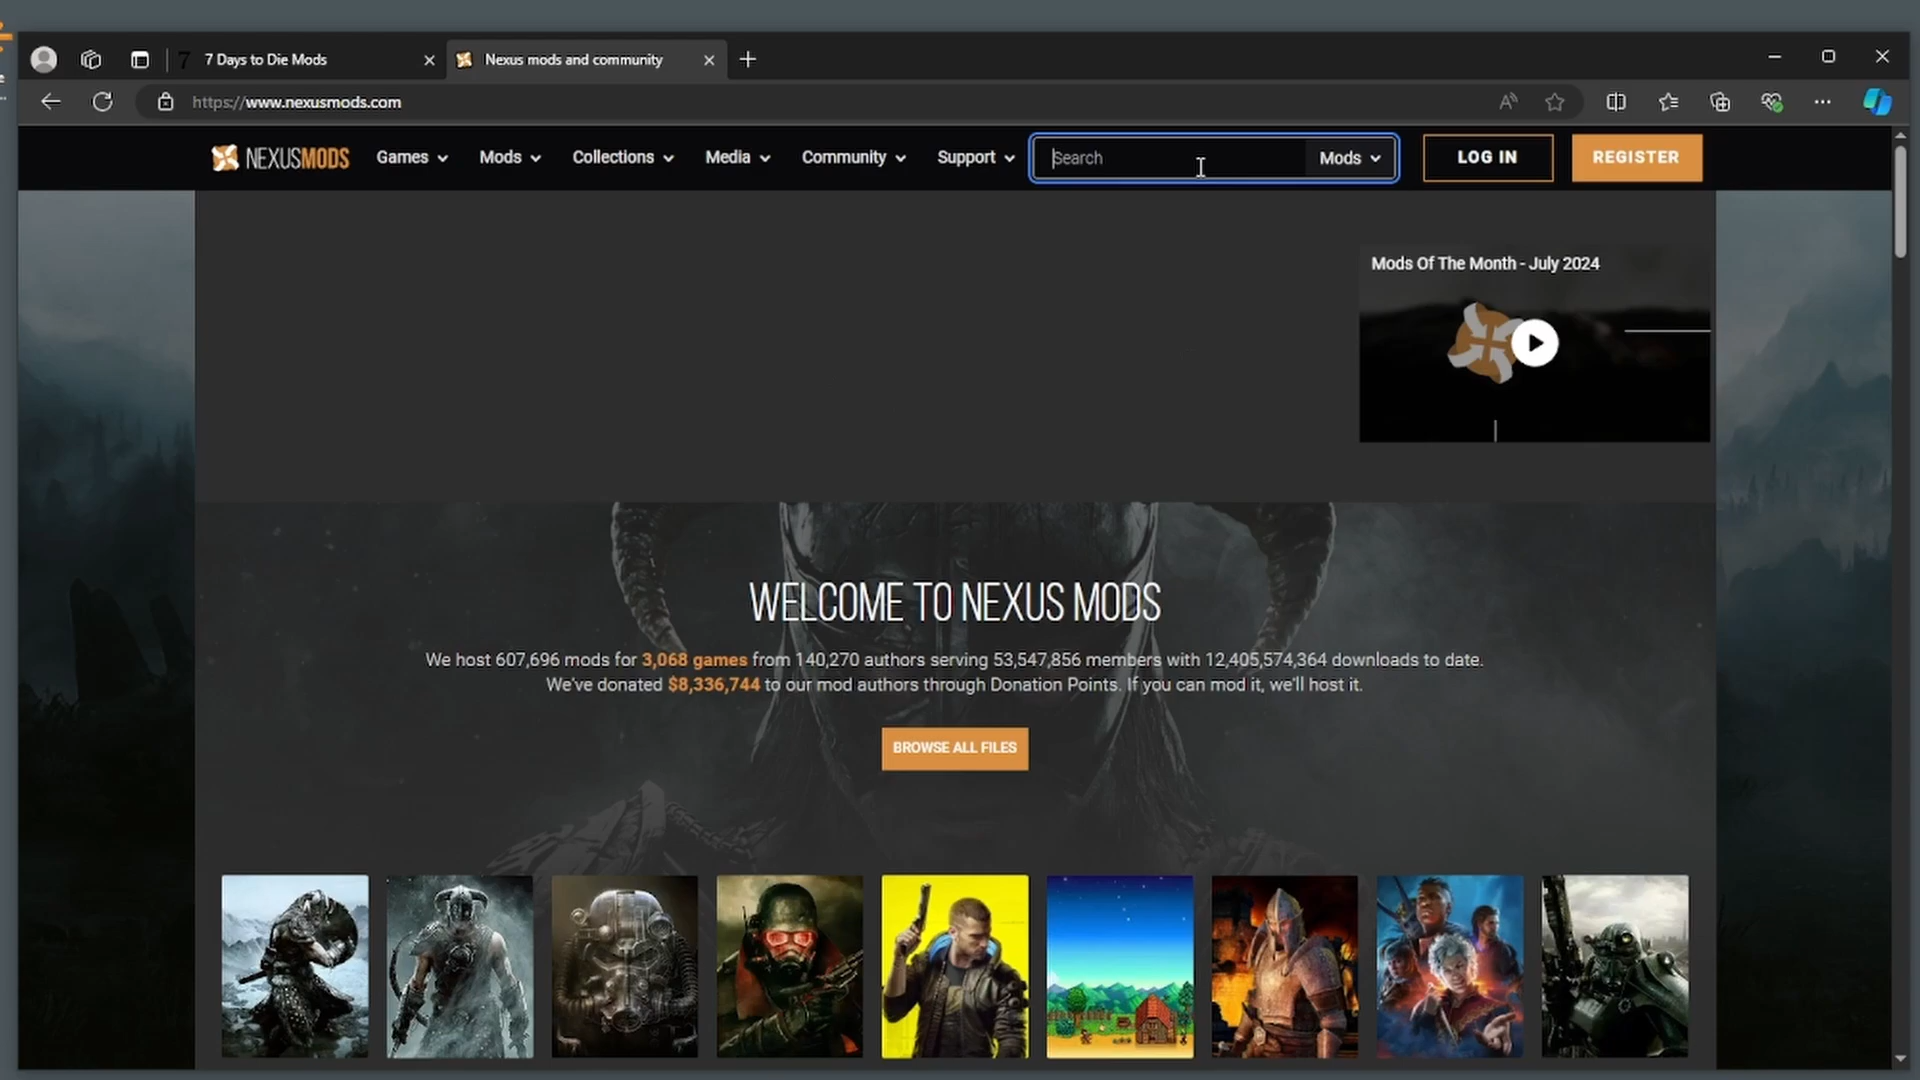 7 Days to Die Mods
Nexus mods and community
https://www.nexusmods.com
NEXUSMODS
Games
Mods
Collections
Media
Community
Support
Search
Mods
LOG IN
REGISTER
Mods Of The Month - July 2024
WELCOME TO NEXUS MODS
We host 607,696 mods for 3,068 games from 140,270 authors serving 53,547,856 members with 12,405,574,364 downloads to date.
We've donated $8,336,744 to our mod authors through Donation Points. If you can mod it, we'll host it.
BROWSE ALL FILES